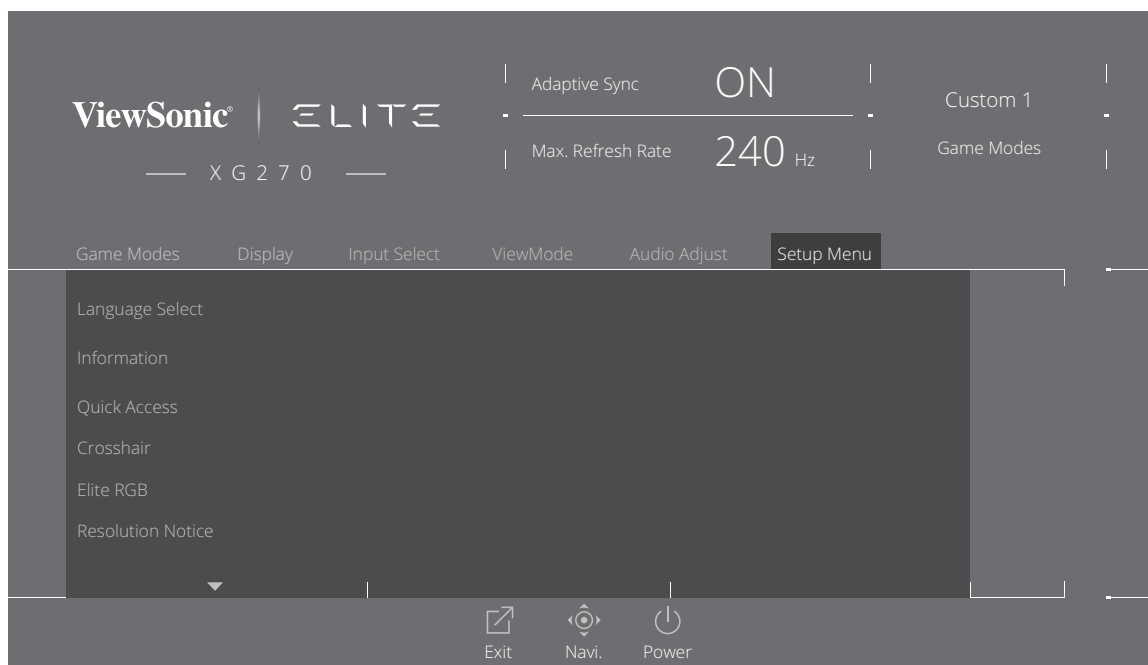 ViewSonic® ELITE
XG270
Adaptive Sync ON
Max. Refresh Rate 240 Hz
Custom 1
Game Modes
Game Modes Display Input Select ViewMode Audio Adjust Setup Menu
Language Select
Information
Quick Access
Crosshair
Elite RGB
Resolution Notice
Exit Navi. Power